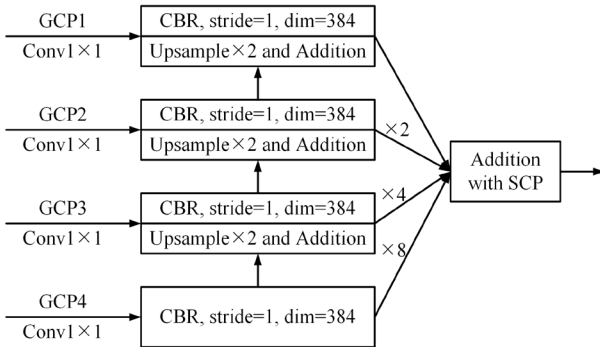 GCP1
Conv1×1
CBR, stride=1, dim=384
Upsample×2 and Addition
GCP2
Conv1×1
CBR, stride=1, dim=384
Upsample×2 and Addition
×2
GCP3
Conv1×1
CBR, stride=1, dim=384
Upsample×2 and Addition
×4
GCP4
Conv1×1
CBR, stride=1, dim=384
×8
Addition
with SCP